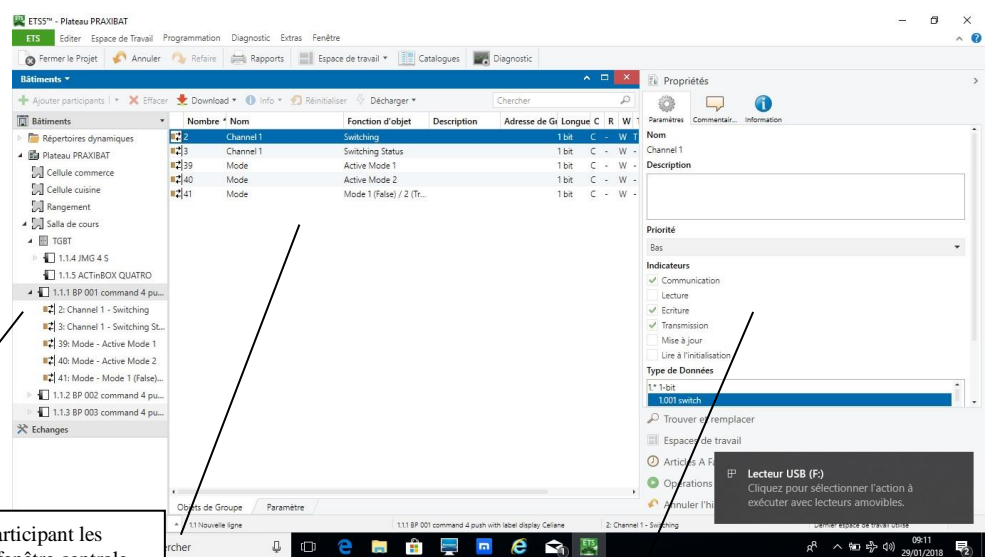 ETS5™ - Plateau PRAXIBAT
ETS Editer Espace de Travail Programmation Diagnostic Extras Fenêtre
Fermer le Projet Annuler Refaire Rapports Espace de travail Catalogues Diagnostic
Bâtiments
Ajouter participants Effacer Download Info Réinitialiser Décharger Chercher
Bâtiments
Répertoires dynamiques
Plateau PRAXIBAT
Cellule commerce
Cellule cuisine
Rangement
Salla de cours
TGBT
1.1.4 JMG 4 S
1.1.5 ACTinBOX QUATRO
1.1.1 BP 001 command 4 pu...
2: Channel 1 - Switching
3: Channel 1 - Switching St...
39: Mode - Active Mode 1
40: Mode - Active Mode 2
41: Mode - Mode 1 (False)...
1.1.2 BP 002 command 4 pu...
1.1.3 BP 003 command 4 pu...
Echanges
Nombre Nom Fonction d'objet Description Adresse de Gr Longue C R W T
2 Channel 1 Switching 1 bit C - W T
3 Channel 1 Switching Status 1 bit C - W -
39 Mode Active Mode 1 1 bit C - W -
40 Mode Active Mode 2 1 bit C - W -
41 Mode Mode 1 (False) / 2 (Tr... 1 bit C - W -
Objets de Groupe Paramètre
Propriétés
Paramètres Commentair... Information
Nom
Channel 1
Description
Priorité
Bas
Indicateurs
Communication
Lecture
Ecriture
Transmission
Mise à jour
Lire à l'initialisation
Type de Données
1.* 1-bit
1.001 switch
Trouver et remplacer
Espaces de travail
Articles A F
Operations
Annuler l'hi
Lecteur USB (F:)
Cliquez pour sélectionner l'action à
exécuter avec lecteurs amovibles.
1.1 Nouvelle ligne 1.1.1 BP 001 command 4 push with label display Celiane 2: Channel 1 - Switching Dernier espace de travail utilisé
articipant les
fenêtre centrale
rcher
09:11
29/01/2018